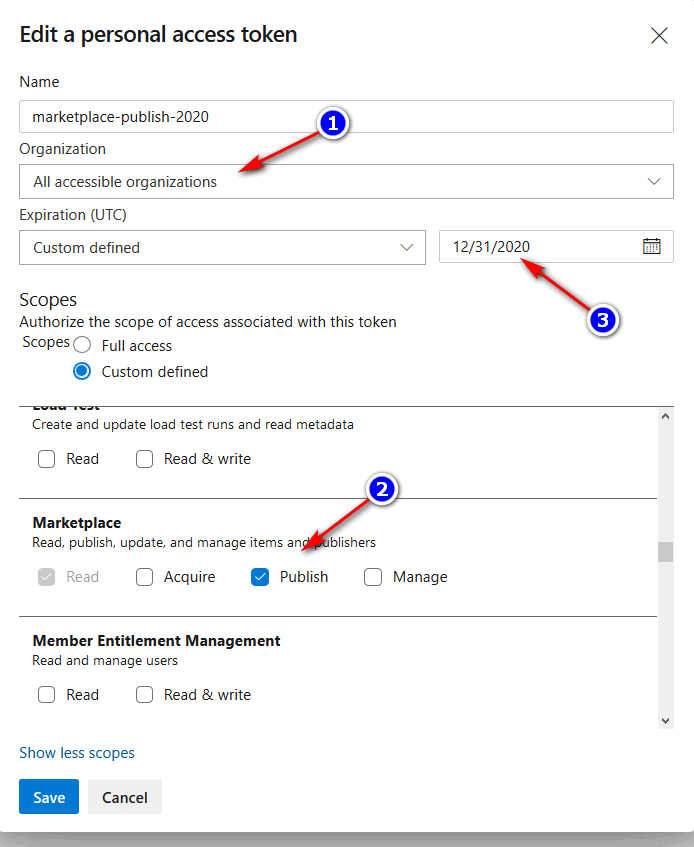 Edit a personal access token
Name
marketplace-publish-2020
1
Organization
All accessible organizations
Expiration (UTC)
Custom defined
12/31/2020
3
Scopes
Authorize the scope of access associated with this token
Scopes Full access
Custom defined
Load Test
Create and update load test runs and read metadata
Read Read & write
2
Marketplace
Read, publish, update, and manage items and publishers
Read Acquire Publish Manage
Member Entitlement Management
Read and manage users
Read Read & write
Show less scopes
Save Cancel